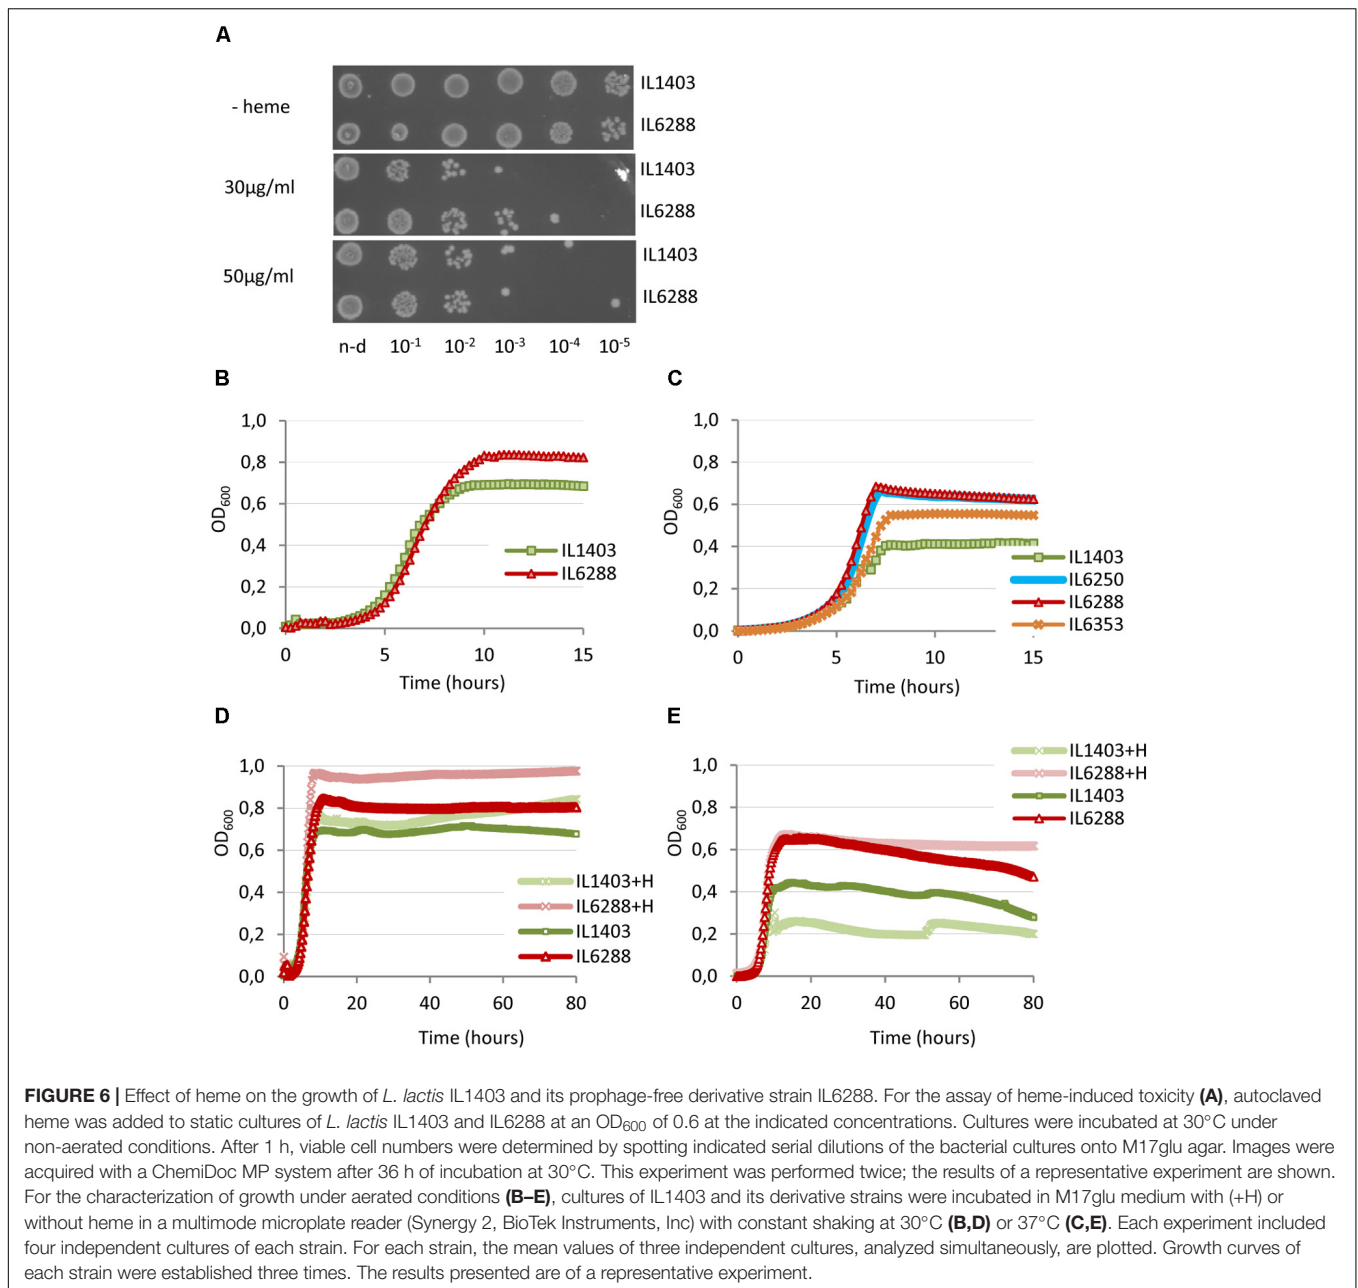 A
- heme
IL1403
IL6288
30µg/ml
IL1403
IL6288
50µg/ml
IL1403
IL6288
n-d 10-1 10-2 10-3 10-4 10-5
B
1,0
0,8
0,6
0,4
0,2
0,0
OD600
0 5 10 15
Time (hours)
IL1403
IL6288
C
1,0
0,8
0,6
0,4
0,2
0,0
OD600
0 5 10 15
Time (hours)
IL1403
IL6250
IL6288
IL6353
D
1,0
0,8
0,6
0,4
0,2
0,0
OD600
0 20 40 60 80
Time (hours)
IL1403+H
IL6288+H
IL1403
IL6288
E
IL1403+H
IL6288+H
IL1403
IL6288
1,0
0,8
0,6
0,4
0,2
0,0
OD600
0 20 40 60 80
Time (hours)
FIGURE 6 | Effect of heme on the growth of L. lactis IL1403 and its prophage-free derivative strain IL6288. For the assay of heme-induced toxicity (A), autoclaved
heme was added to static cultures of L. lactis IL1403 and IL6288 at an OD600 of 0.6 at the indicated concentrations. Cultures were incubated at 30°C under
non-aerated conditions. After 1 h, viable cell numbers were determined by spotting indicated serial dilutions of the bacterial cultures onto M17glu agar. Images were
acquired with a ChemiDoc MP system after 36 h of incubation at 30°C. This experiment was performed twice; the results of a representative experiment are shown.
For the characterization of growth under aerated conditions (B–E), cultures of IL1403 and its derivative strains were incubated in M17glu medium with (+H) or
without heme in a multimode microplate reader (Synergy 2, BioTek Instruments, Inc) with constant shaking at 30°C (B,D) or 37°C (C,E). Each experiment included
four independent cultures of each strain. For each strain, the mean values of three independent cultures, analyzed simultaneously, are plotted. Growth curves of
each strain were established three times. The results presented are of a representative experiment.